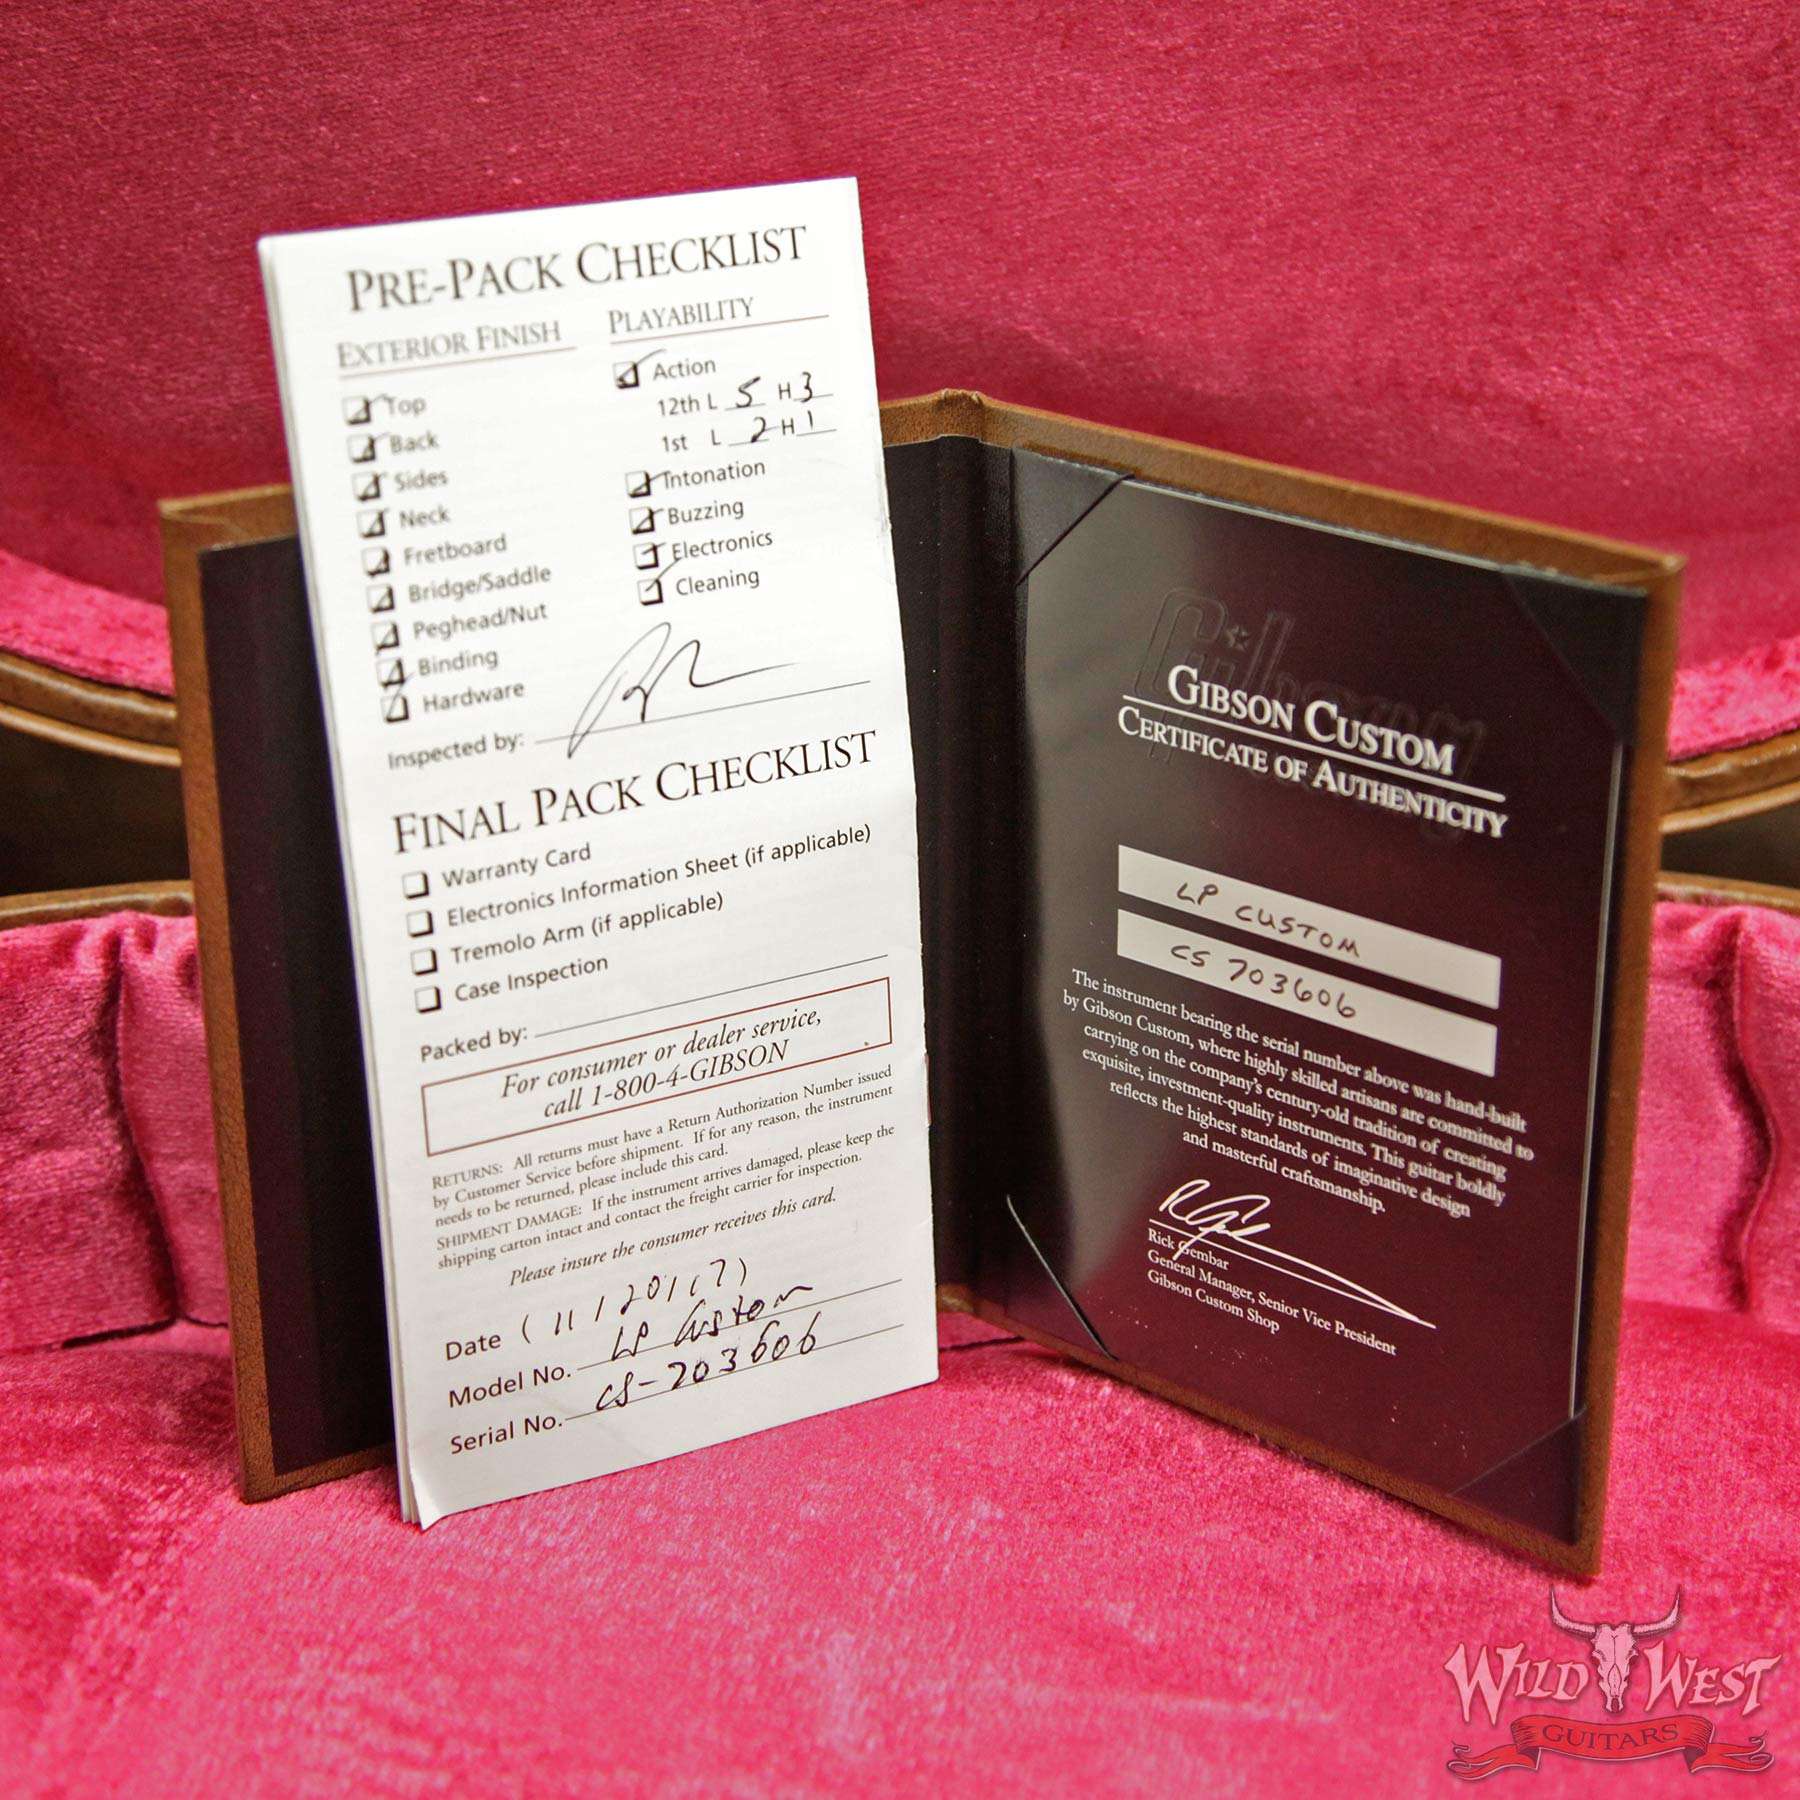 PRE-PACK CHECKLIST
EXTERIOR FINISH
Top
Back
Sides
Neck
Fretboard
Bridge/Saddle
Peghead/Nut
Binding
Hardware
PLAYABILITY
Action
12th L 5 H 3
1st L 2 H 1
Intonation
Buzzing
Electronics
Cleaning
Inspected by:
FINAL PACK CHECKLIST
Warranty Card
Electronics Information Sheet (if applicable)
Tremolo Arm (if applicable)
Case Inspection
Packed by:
For consumer or dealer service,
call 1-800-4-GIBSON
RETURNS: All returns must have a Return Authorization Number issued
by Customer Service before shipment. If for any reason, the instrument
needs to be returned, please include this card.
SHIPMENT DAMAGE: If the instrument arrives damaged, please keep the
shipping carton intact and contact the freight carrier for inspection.
Please insure the consumer receives this card.
Date (11/2017)
Model No. LP Custom
Serial No. CS-703606
Gibson
GIBSON CUSTOM
CERTIFICATE OF AUTHENTICITY
LP CUSTOM
CS 703606
The instrument bearing the serial number above was hand-built
by Gibson Custom, where highly skilled artisans are committed to
carrying on the company's century-old tradition of creating
exquisite, investment-quality instruments. This guitar boldly
reflects the highest standards of imaginative design
and masterful craftsmanship.
Rick Gembar
General Manager, Senior Vice President
Gibson Custom Shop
WILD WEST
GUITARS